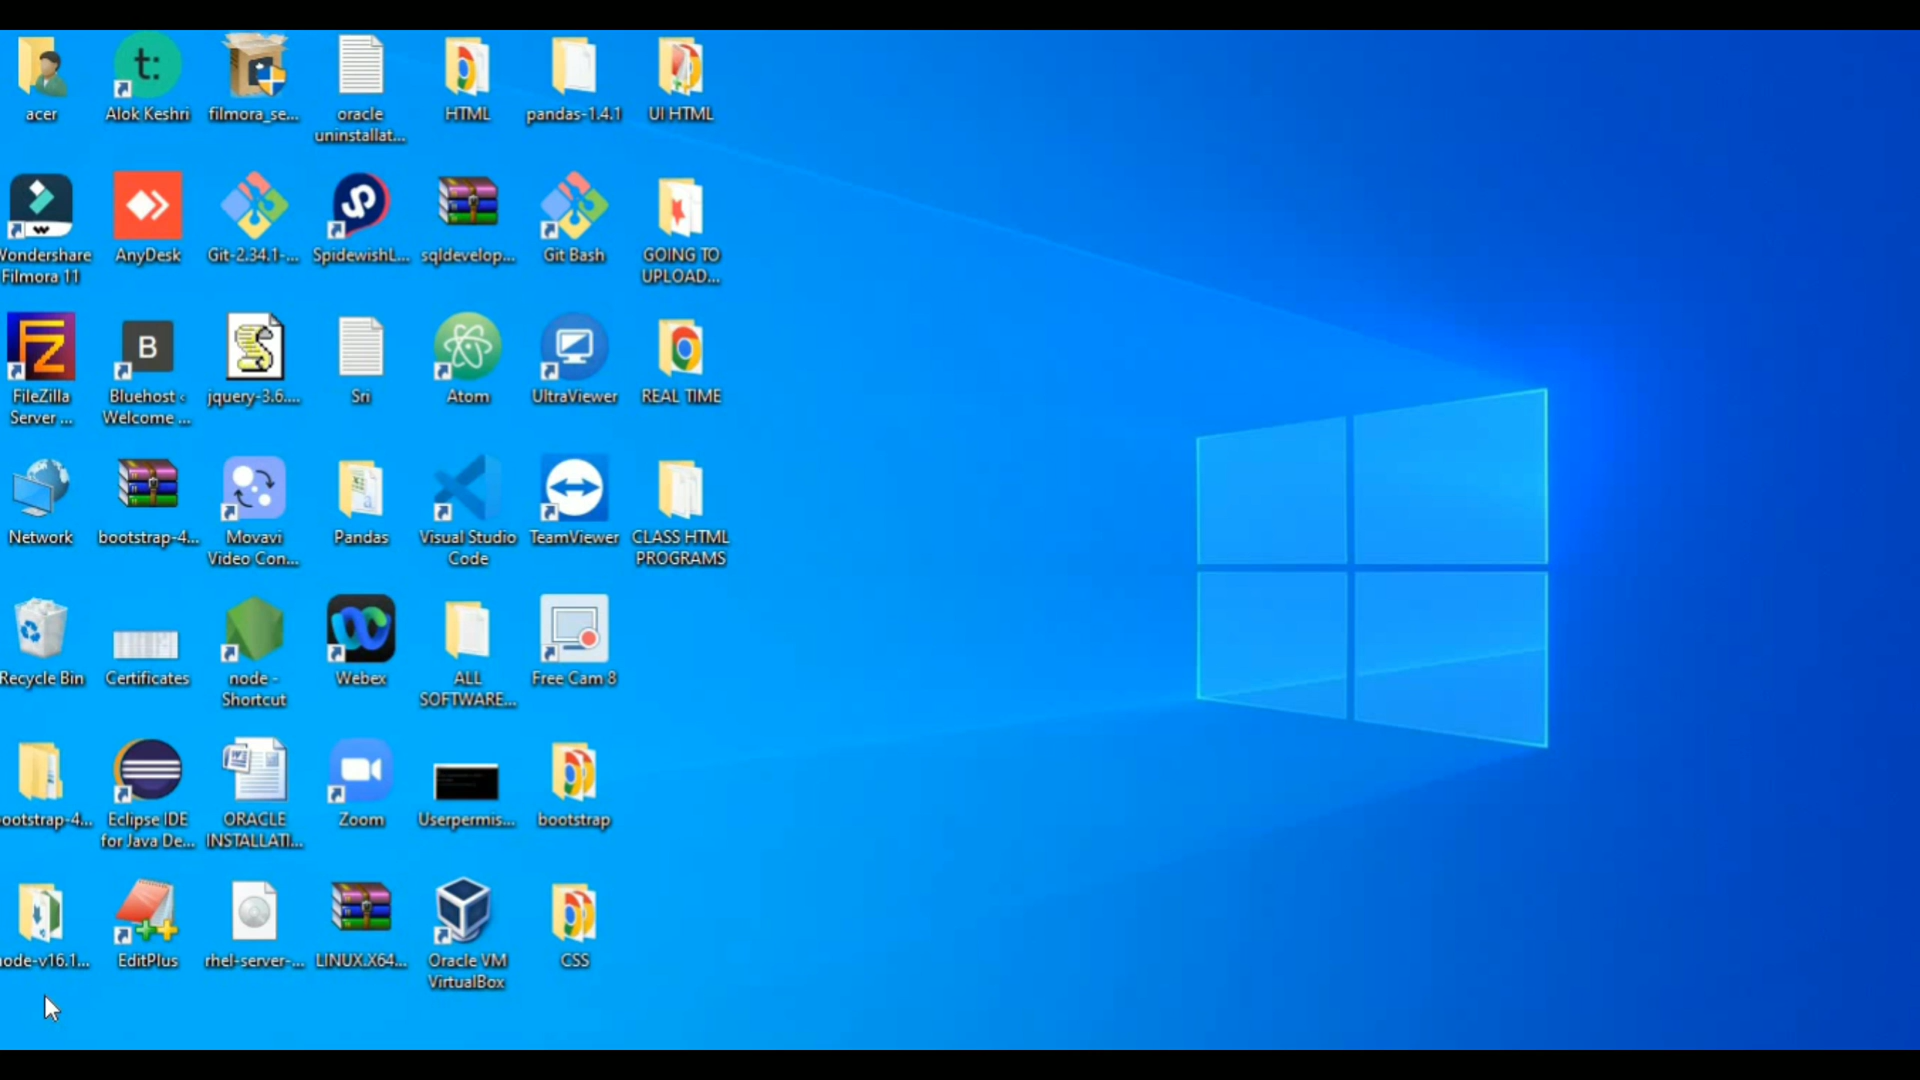 acer
Alok Keshri
filmora_se...
oracle
uninstallat...
HTML
pandas-1.4.1
UI HTML
Wondershare
Filmora 11
AnyDesk
Git-2.34.1-...
SpidewishL...
sqldevelop...
Git Bash
GOING TO
UPLOAD...
FileZilla
Server ...
Bluehost -
Welcome ...
jquery-3.6....
Sri
Atom
UltraViewer
REAL TIME
Network
bootstrap-4...
Movavi
Video Con...
Pandas
Visual Studio
Code
TeamViewer
CLASS HTML
PROGRAMS
Recycle Bin
Certificates
node -
Shortcut
Webex
ALL
SOFTWARE...
Free Cam 8
bootstrap-4...
Eclipse IDE
for Java De...
ORACLE
INSTALLATI...
Zoom
Userpermis...
bootstrap
node-v16.1...
EditPlus
rhel-server-...
LINUX.X64...
Oracle VM
VirtualBox
CSS